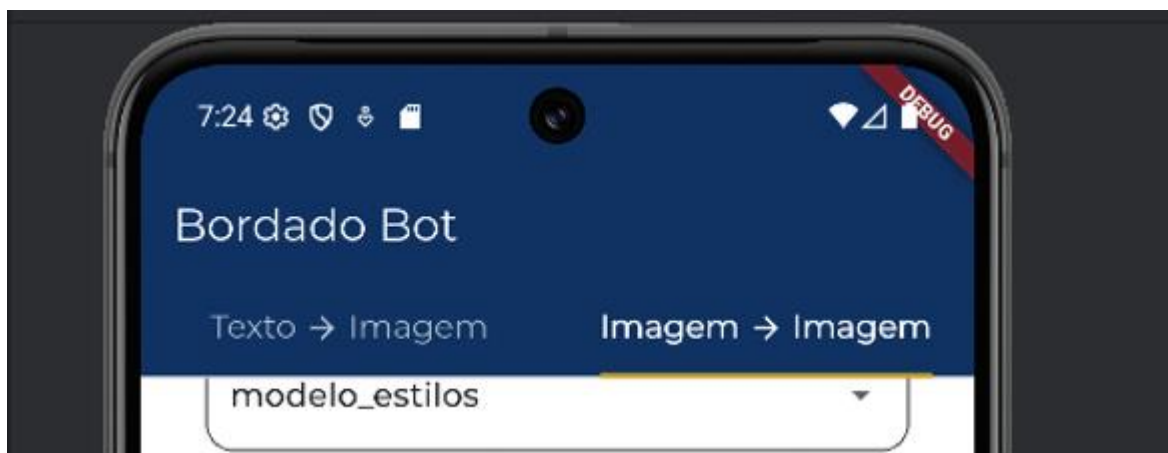 7:24
DEBUG
Bordado Bot
Texto → Imagem
Imagem → Imagem
modelo_estilos